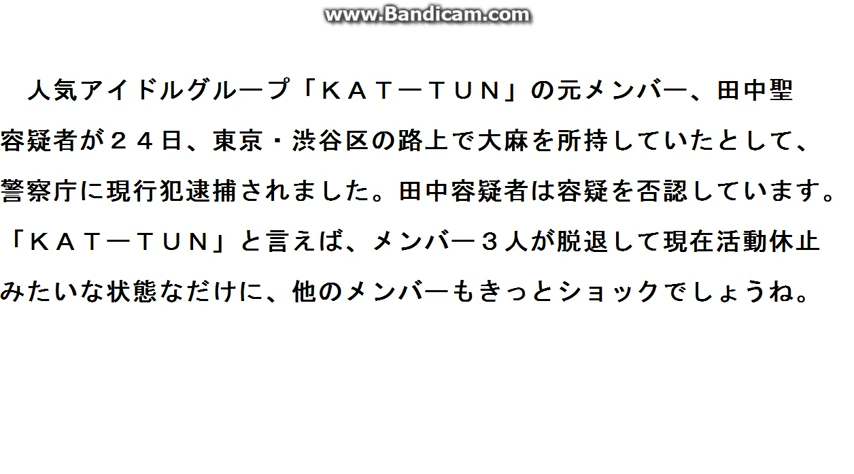 www.Bandicam.com
人気アイドルグループ「ＫＡＴ－ＴＵＮ」の元メンバー、田中聖
容疑者が２４日、東京・渋谷区の路上で大麻を所持していたとして、
警察庁に現行犯逮捕されました。田中容疑者は容疑を否認しています。
「ＫＡＴ－ＴＵＮ」と言えば、メンバー３人が脱退して現在活動休止
みたいな状態なだけに、他のメンバーもきっとショックでしょうね。